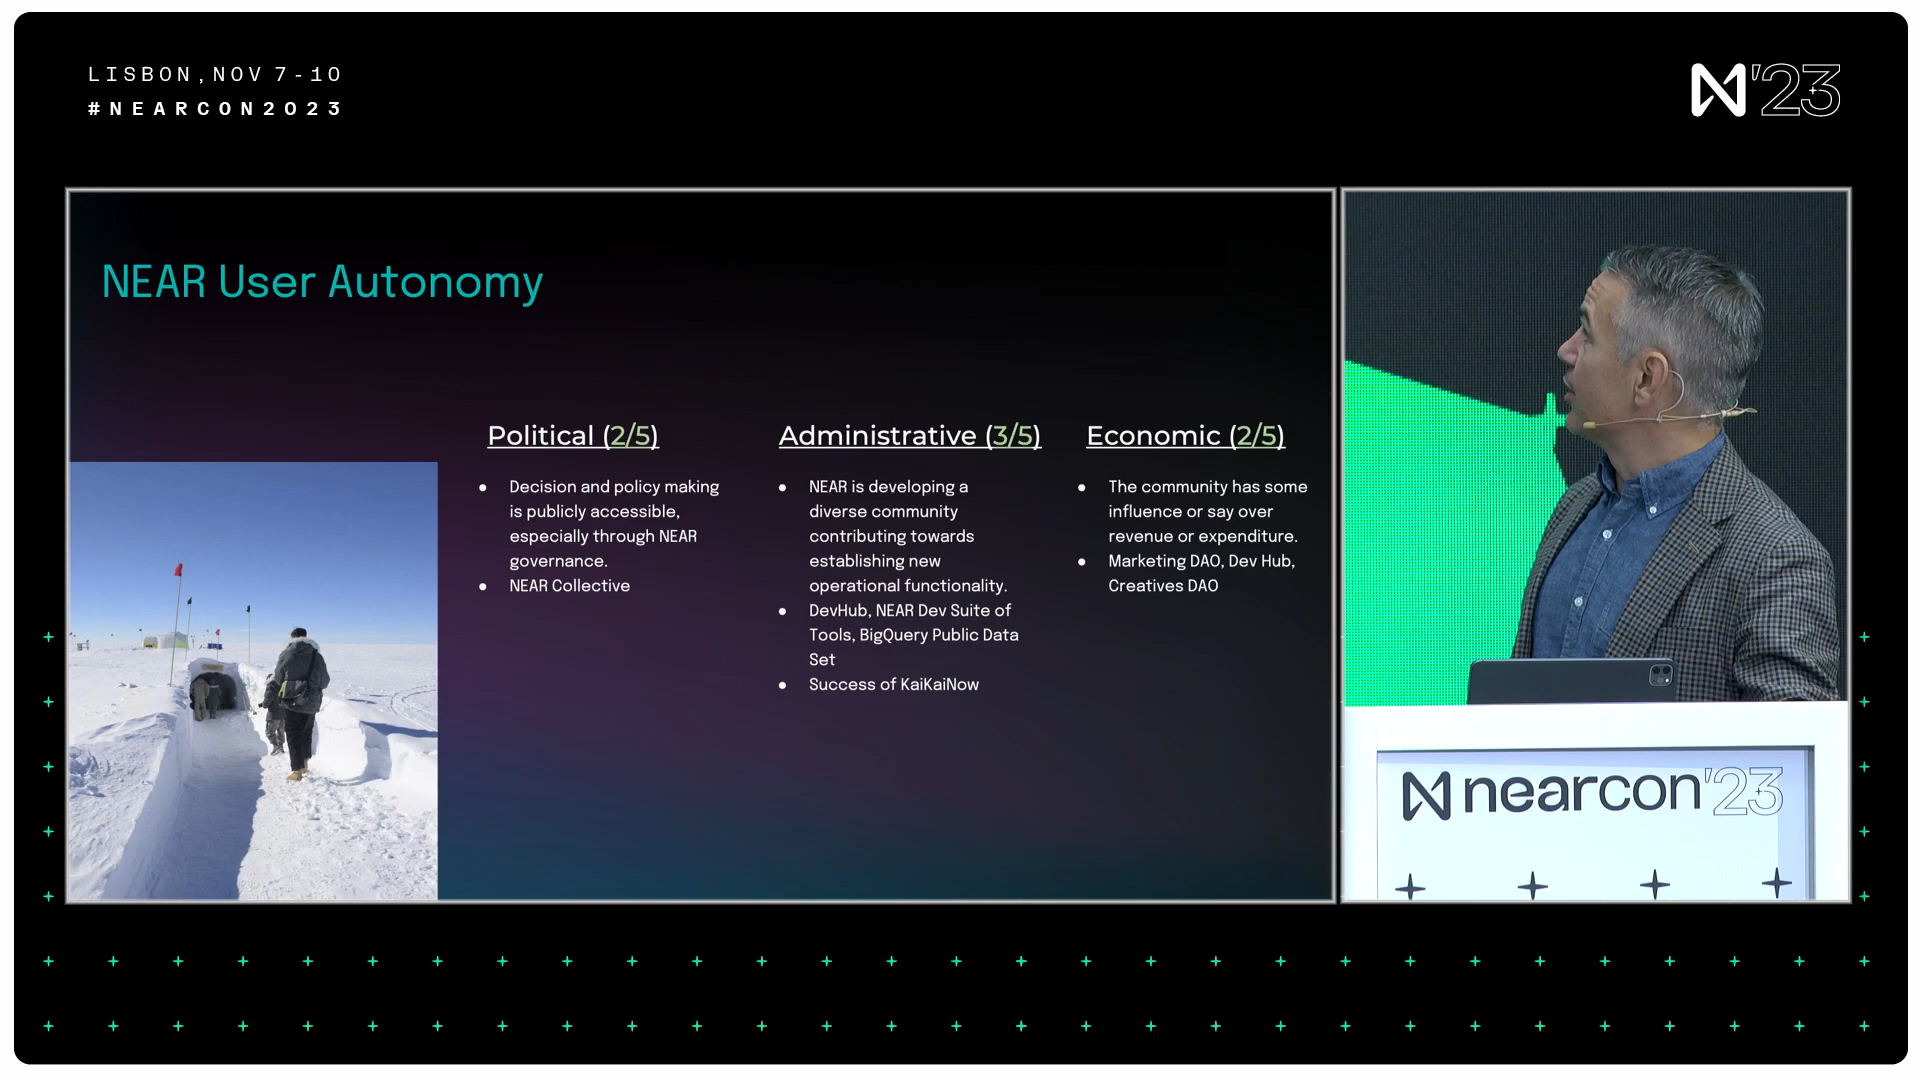 LISBON, NOV 7-10
#NEARCON2023
'23
NEAR User Autonomy
Political (2/5)
● Decision and policy making
is publicly accessible,
especially through NEAR
governance.
● NEAR Collective
Administrative (3/5)
● NEAR is developing a
diverse community
contributing towards
establishing new
operational functionality.
● DevHub, NEAR Dev Suite of
Tools, BigQuery Public Data
Set
● Success of KaiKaiNow
Economic (2/5)
● The community has some
influence or say over
revenue or expenditure.
● Marketing DAO, Dev Hub,
Creatives DAO
nearcon'23